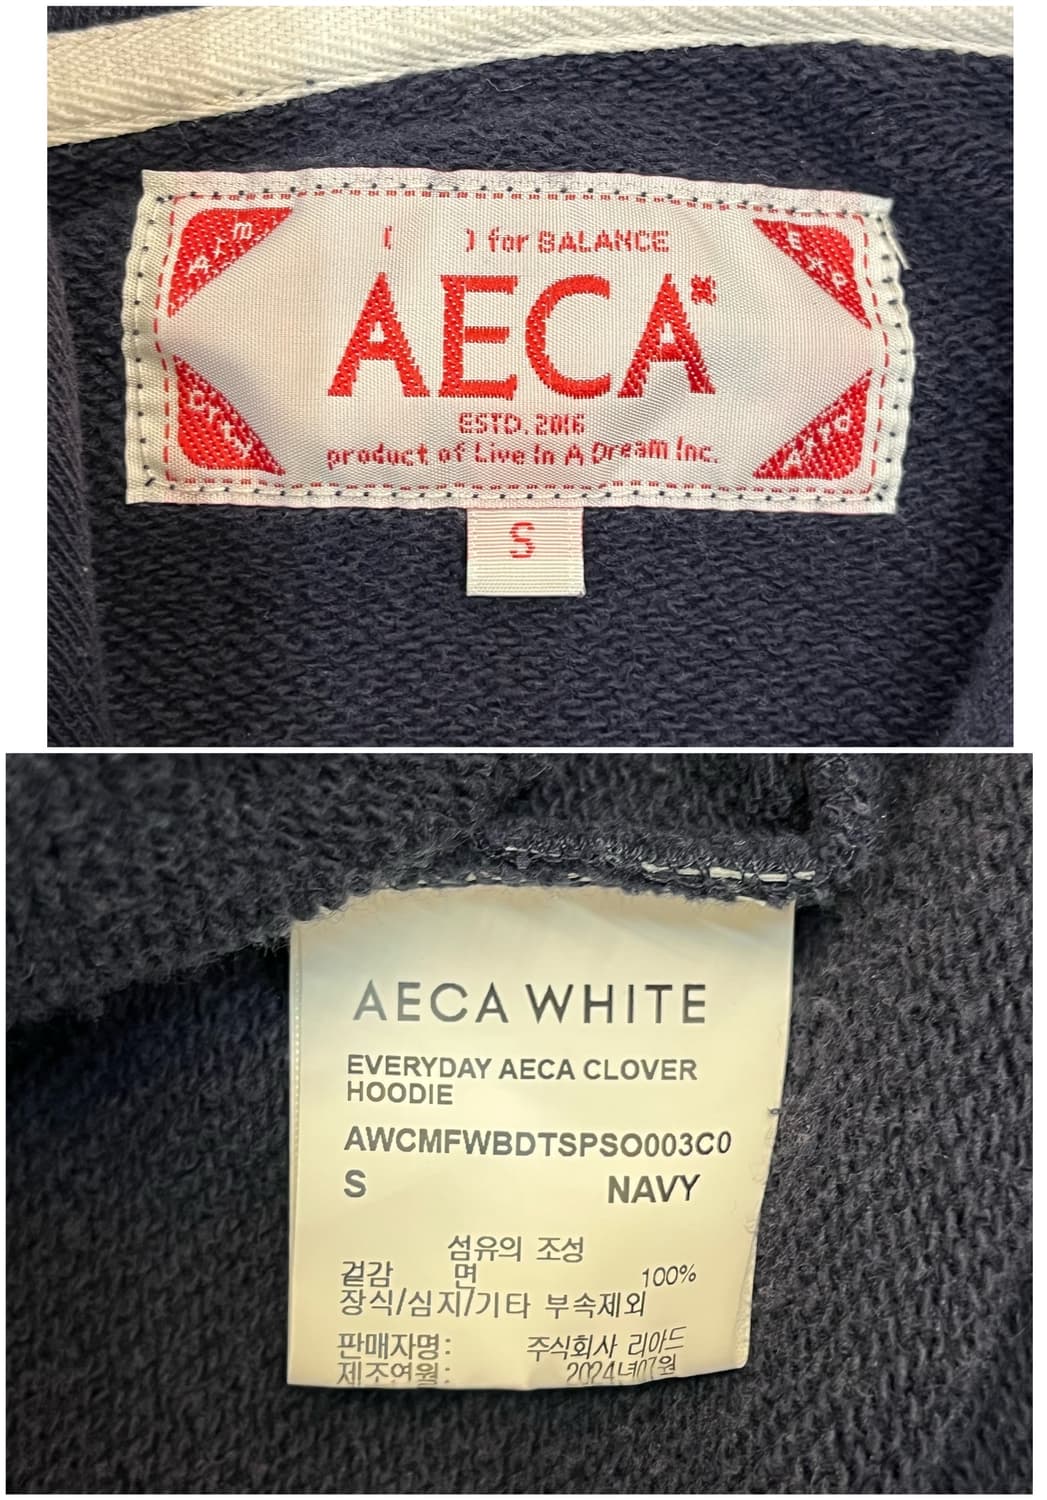 ( ) for BALANCE
AECA
ESTD. 2016
product of Live In A Dream Inc.
S
AECA WHITE
EVERYDAY AECA CLOVER
HOODIE
AWCMFWBDTSPSO003C0
S NAVY
섬유의 조성
겉감 면 100%
장식/심지/기타 부속제외
판매자명: 주식회사 리아드
제조연월: 2024년07월